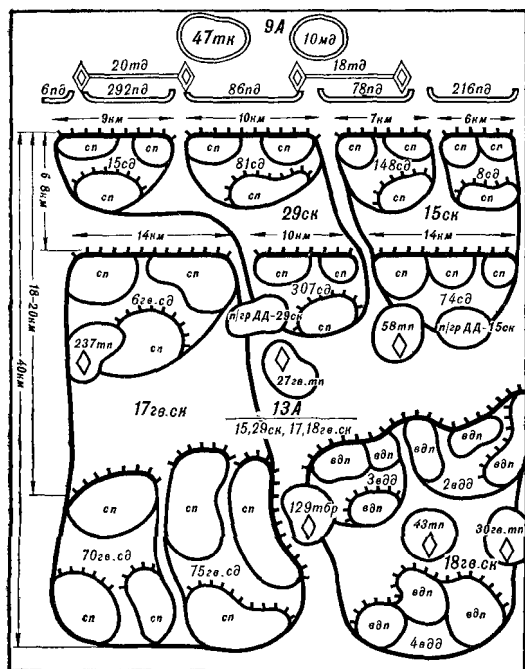 9А
47тк 10мд
20тд 18тд
6пд 292пд 86пд 78пд 216пд
9км 10км 7км 6км
сп сп сп сп сп сп сп сп
15сд 81сд 148сд 8сд
сп сп сп сп
6 8км
29ск 15ск
14км 10км 14км
сп сп сп сп сп сп сп
6гв.сд 307сд 74сд
п/гр ДД-29ск п/гр ДД-15ск
сп сп
237тп 58тп
27гв.тп
18-20км
40км
17гв.ск
13А
15,29ск, 17,18гв.ск
вдп вдп вдп вдп вдп
3вдд 2вдд
вдп
сп сп сп
129тбр 43тп 30гв.тп
70гв.сд 75гв.сд 18гв.ск
сп сп сп
вдп вдп вдп
4вдд